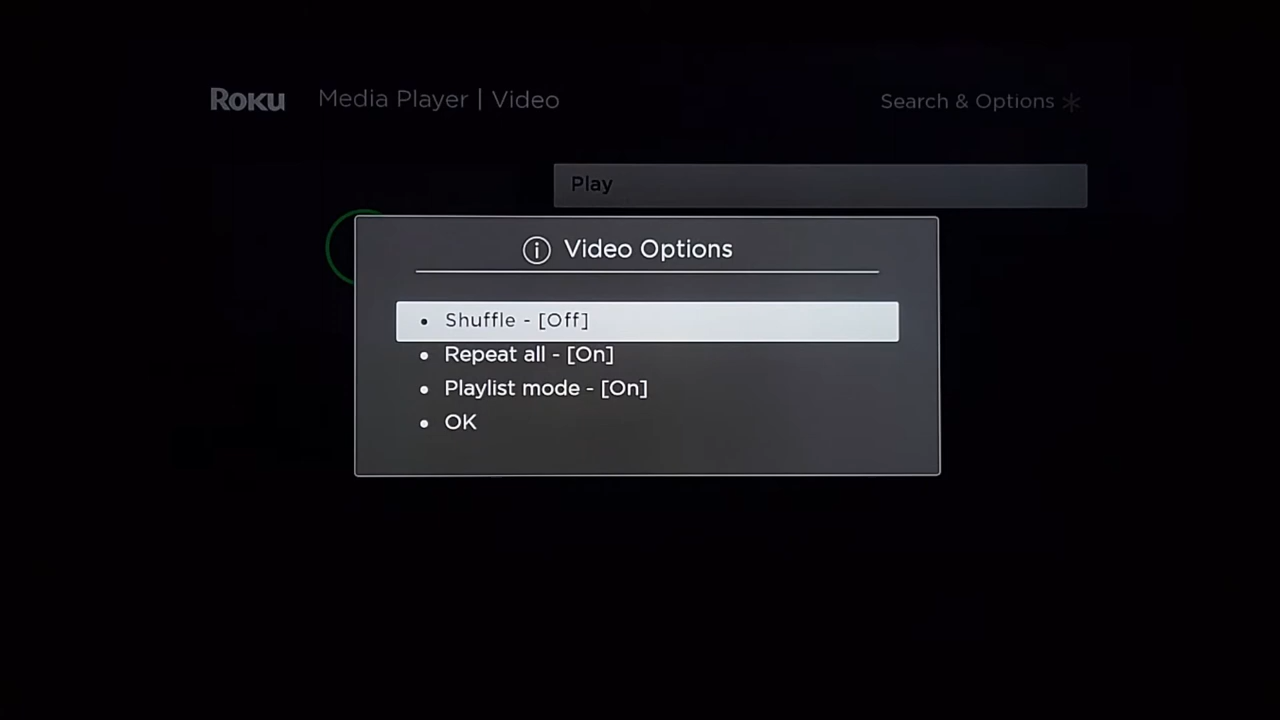 Roku Media Player | Video
Search & Options *
Play
i Video Options
• Shuffle - [Off]
• Repeat all - [On]
• Playlist mode - [On]
• OK